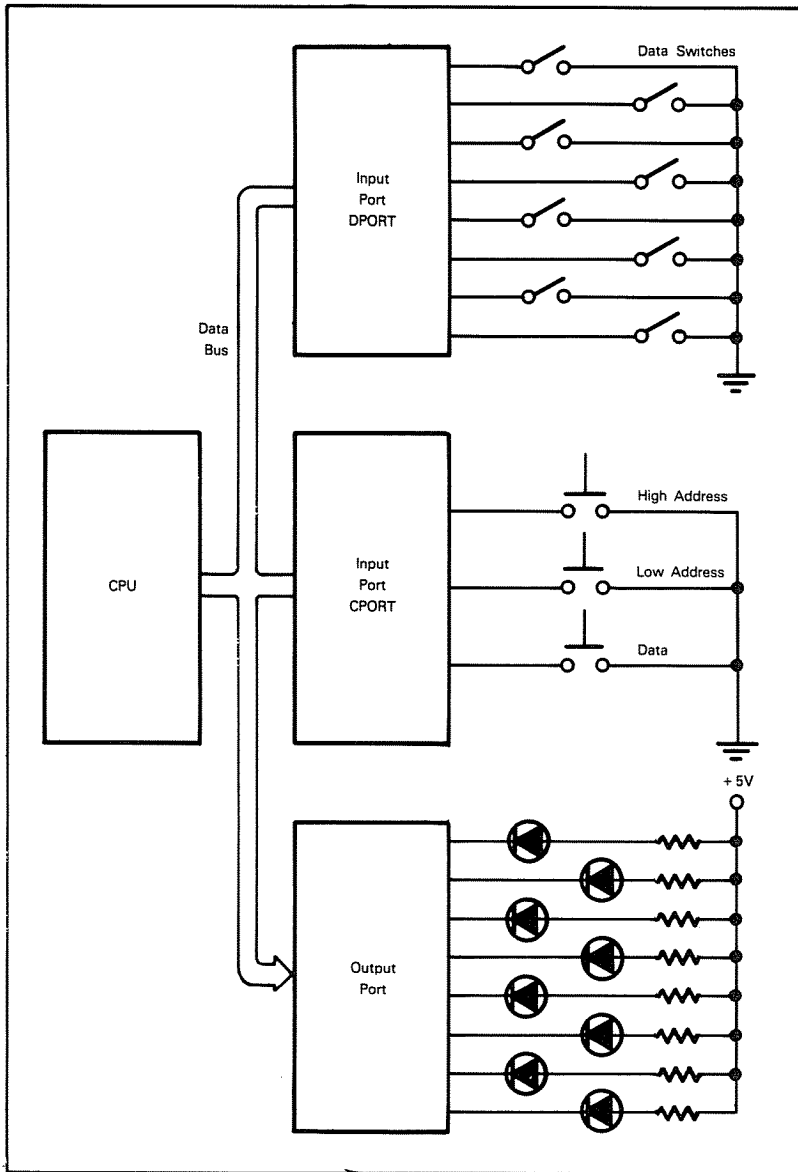 Data Switches
Input
Port
DPORT
Data
Bus
High Address
CPU
Input
Port
CPORT
Low Address
Data
+ 5V
Output
Port